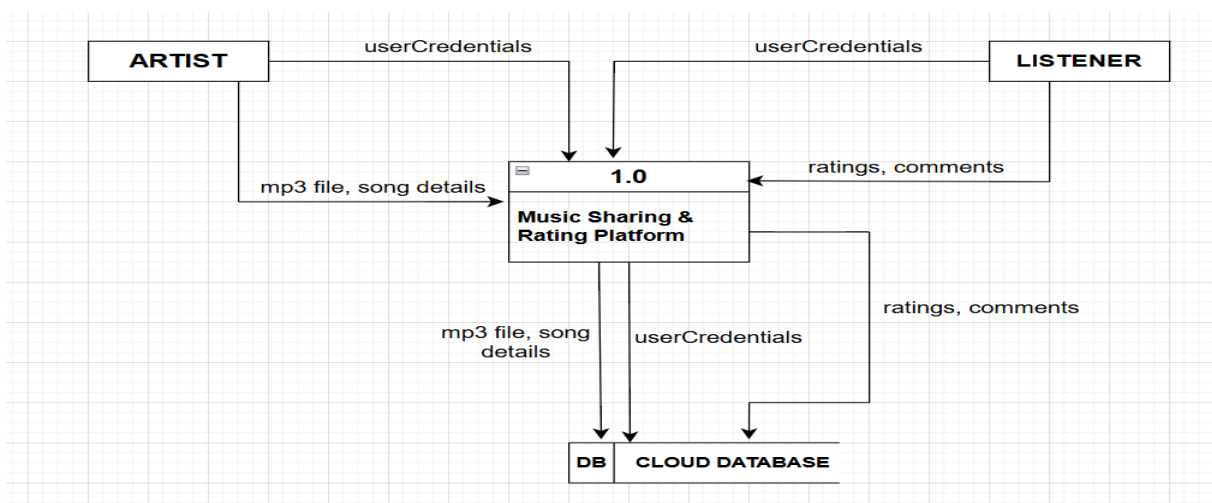 userCredentials
userCredentials
ARTIST
LISTENER
1.0
ratings, comments
mp3 file, song details
Music Sharing &
Rating Platform
ratings, comments
mp3 file, song
details
userCredentials
DB
CLOUD DATABASE